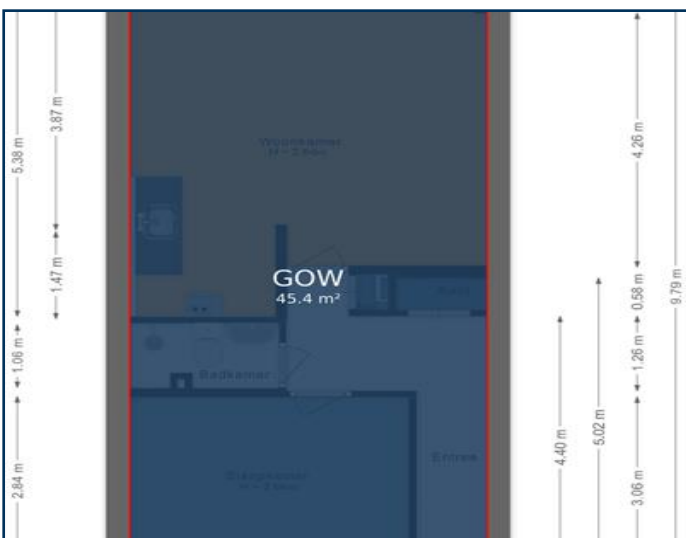 5.38 m
3.87 m
1.47 m
1.06 m
2.84 m
Woonkamer
GOW
45.4 m²
Badkamer
Slaapkamer
Entree
4.26 m
0.58 m
1.26 m
3.06 m
9.79 m
5.02 m
4.40 m